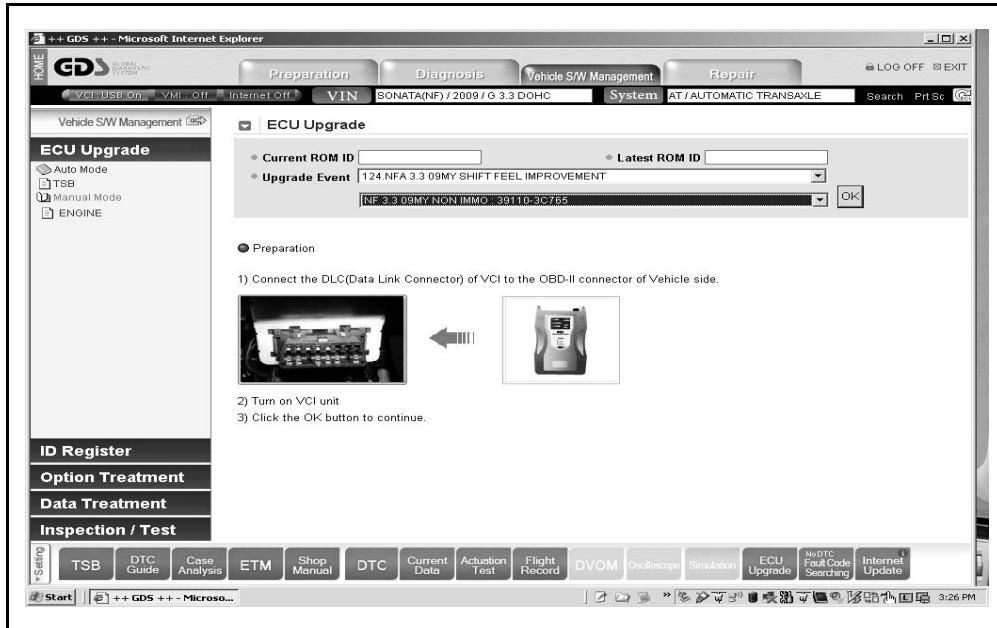 ++ GDS ++ - Microsoft Internet Explorer
HOME
GDS GLOBAL DIAGNOSTIC SYSTEM
Preparation Diagnosis Vehicle S/W Management Repair
LOG OFF EXIT
VCI : USB On VMI : Off Internet Off VIN SONATA(NF) / 2009 / G 3.3 DOHC System AT / AUTOMATIC TRANSAXLE Search Prt Sc
Vehicle S/W Management
ECU Upgrade
Auto Mode
TSB
Manual Mode
ENGINE
ECU Upgrade
Current ROM ID Latest ROM ID
Upgrade Event 124.NFA 3.3 09MY SHIFT FEEL IMPROVEMENT
NF 3.3 09MY NON IMMO : 39110-3C765 OK
Preparation
1) Connect the DLC(Data Link Connector) of VCI to the OBD-II connector of Vehicle side.
2) Turn on VCI unit
3) Click the OK button to continue.
ID Register
Option Treatment
Data Treatment
Inspection / Test
Setting
TSB DTC Guide Case Analysis ETM Shop Manual DTC Current Data Actuation Test Flight Record DVOM Oscilloscope Simulation ECU Upgrade NoDTC Fault Code Searching Internet Update
Start ++ GDS ++ - Microso... 3:26 PM